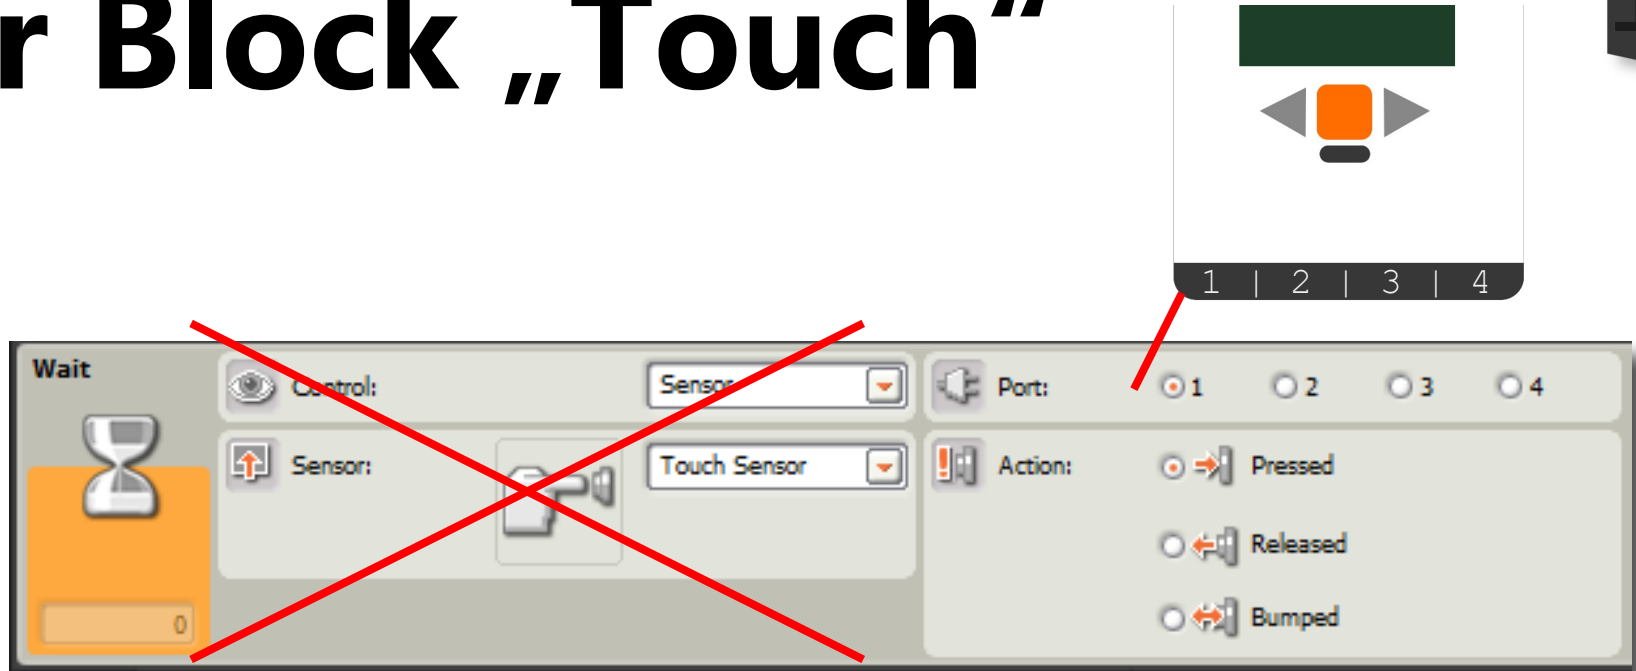 r Block „Touch“
1 | 2 | 3 | 4
Wait
Control:
Sensor
Port:
1
2
3
4
Sensor:
Touch Sensor
Action:
Pressed
Released
Bumped
0